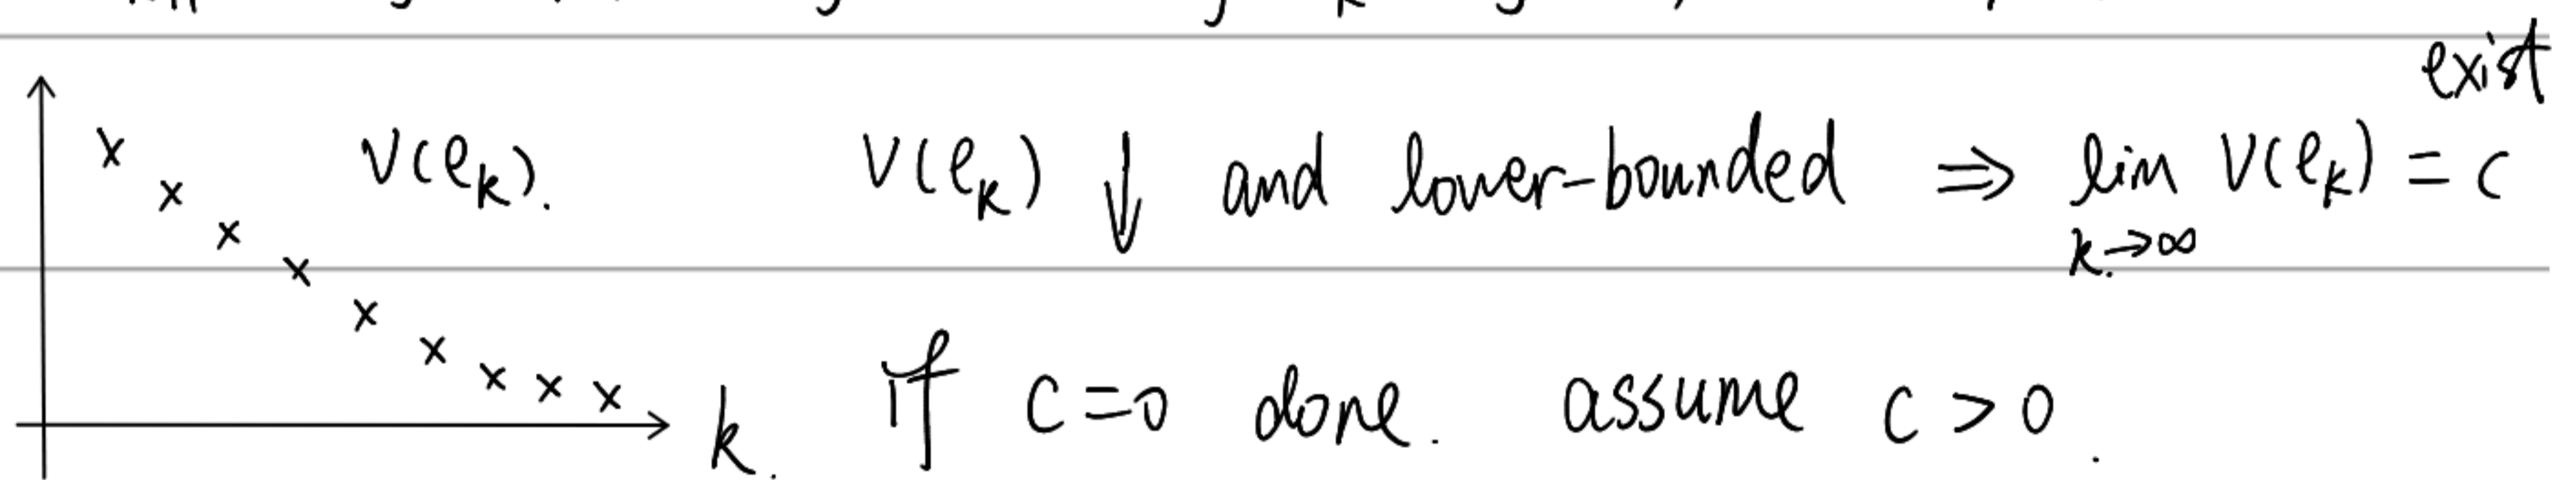 exist
V(e_k).
V(e_k) ↓ and lower-bounded ⇒ lim_{k→∞} V(e_k) = c
k.
if c=0 done. assume c>0.